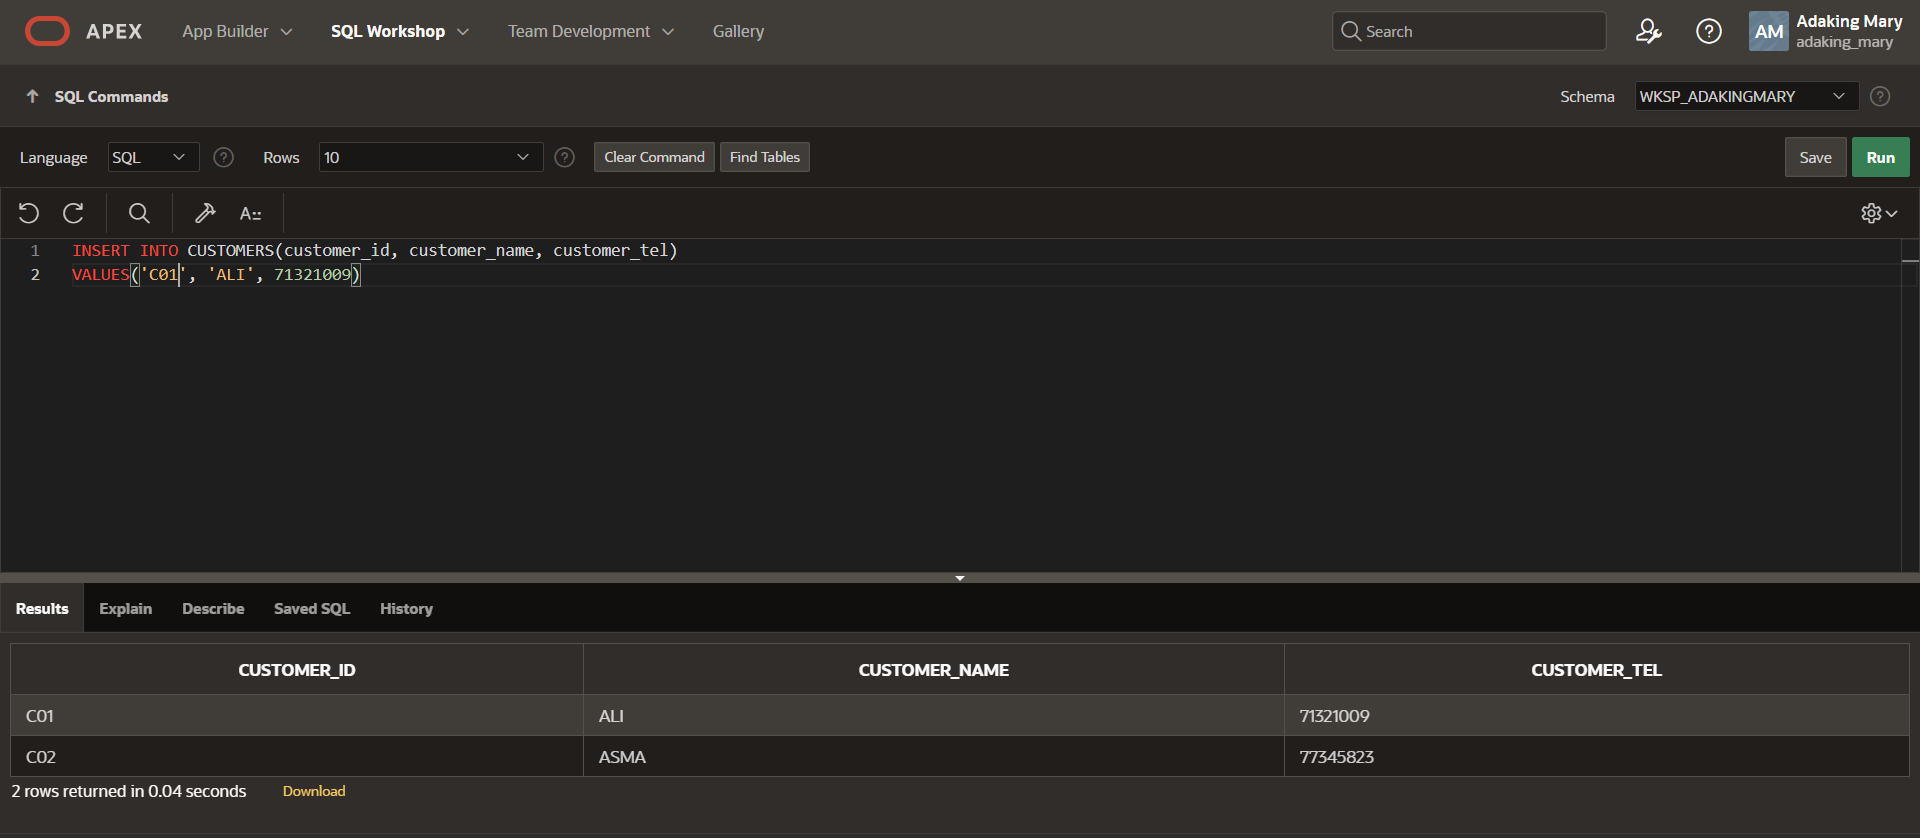 APEX App Builder SQL Workshop Team Development Gallery Search AM Adaking Mary
adaking_mary
SQL Commands Schema WKSP_ADAKINGMARY ?
Language SQL ? Rows 10 ? Clear Command Find Tables Save Run
A
1 INSERT INTO CUSTOMERS(customer_id, customer_name, customer_tel)
2 VALUES('C01', 'ALI', 71321009)
Results Explain Describe Saved SQL History
CUSTOMER_ID CUSTOMER_NAME CUSTOMER_TEL
C01 ALI 71321009
C02 ASMA 77345823
2 rows returned in 0.04 seconds Download